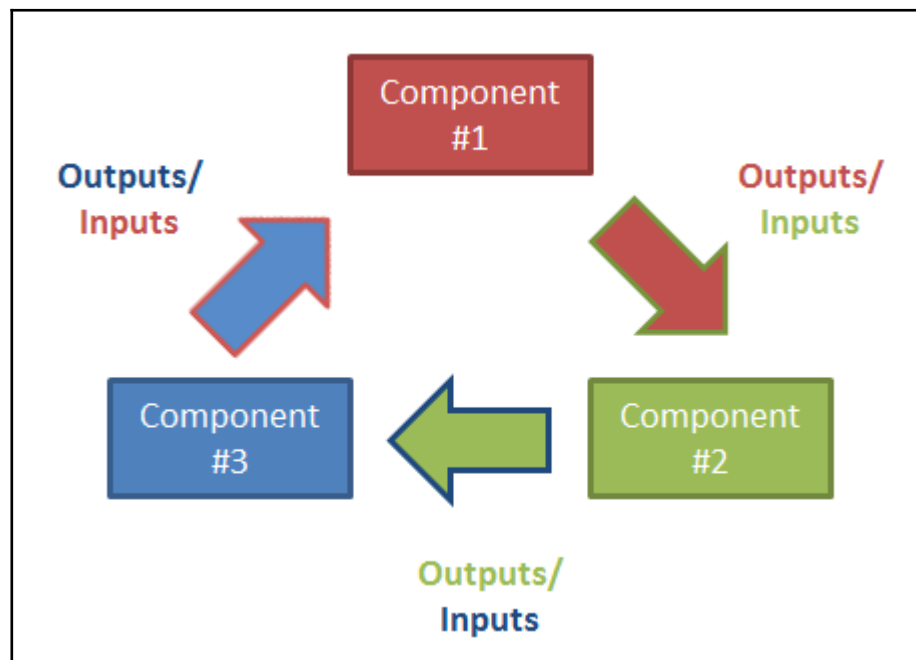 Component
#1
Outputs/
Inputs
Outputs/
Inputs
Component
#3
Component
#2
Outputs/
Inputs